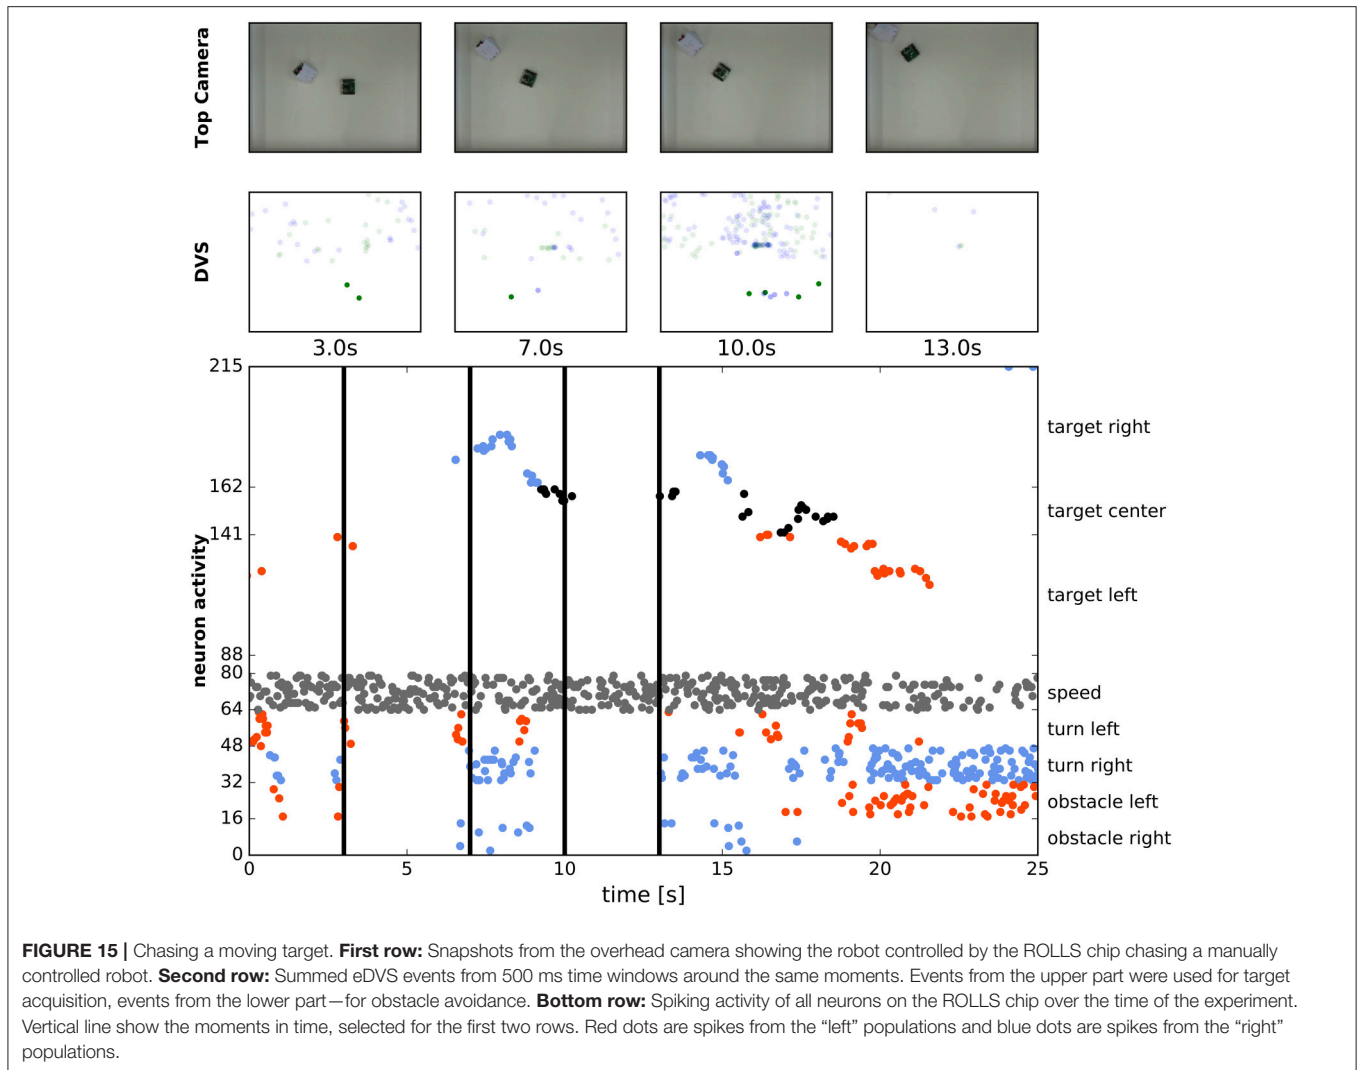 Top Camera
DVS
3.0s 7.0s 10.0s 13.0s
215
162
141
88
80
64
48
32
16
0
neuron activity
target right
target center
target left
speed
turn left
turn right
obstacle left
obstacle right
0 5 10 15 20 25
time [s]
FIGURE 15 | Chasing a moving target. First row: Snapshots from the overhead camera showing the robot controlled by the ROLLS chip chasing a manually
controlled robot. Second row: Summed eDVS events from 500 ms time windows around the same moments. Events from the upper part were used for target
acquisition, events from the lower part—for obstacle avoidance. Bottom row: Spiking activity of all neurons on the ROLLS chip over the time of the experiment.
Vertical line show the moments in time, selected for the first two rows. Red dots are spikes from the “left” populations and blue dots are spikes from the “right”
populations.